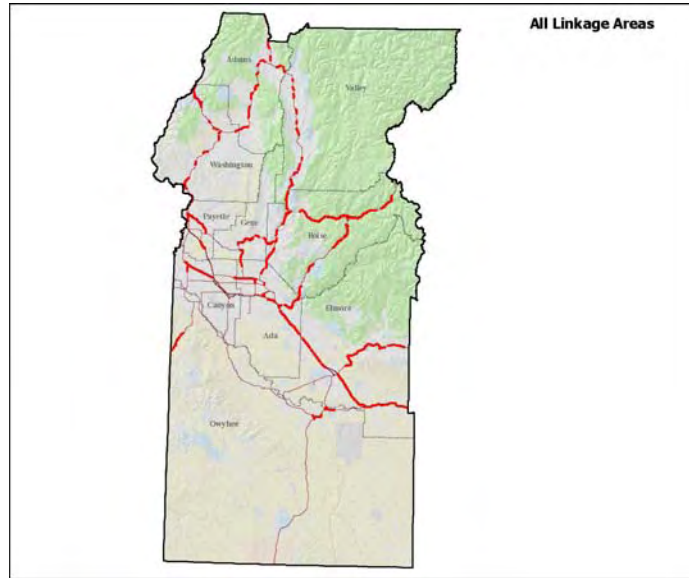 All Linkage Areas
Adams
Valley
Washington
Payette
Gem
Boise
Canyon
Elmore
Ada
Owyhee